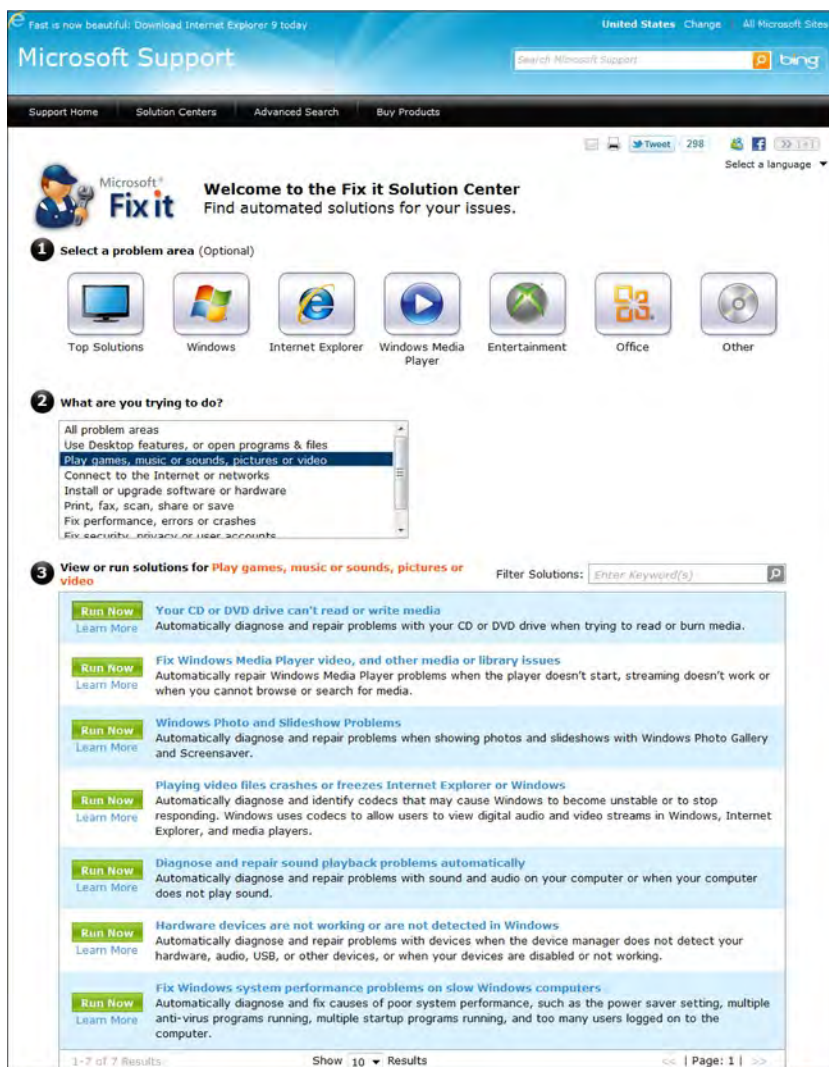 Fast is now beautiful: Download Internet Explorer 9 today
United States Change All Microsoft Sites
Microsoft Support
Search Microsoft Support
bing
Support Home Solution Centers Advanced Search Buy Products
Tweet 298
Select a language
Microsoft
Fix it
Welcome to the Fix it Solution Center
Find automated solutions for your issues.
1 Select a problem area (Optional)
Top Solutions Windows Internet Explorer Windows Media Player Entertainment Office Other
2 What are you trying to do?
All problem areas
Use Desktop features, or open programs & files
Play games, music or sounds, pictures or video
Connect to the Internet or networks
Install or upgrade software or hardware
Print, fax, scan, share or save
Fix performance, errors or crashes
Fix security, privacy or user accounts
3 View or run solutions for Play games, music or sounds, pictures or
video
Filter Solutions: Enter Keyword(s)
Run Now Your CD or DVD drive can't read or write media
Learn More Automatically diagnose and repair problems with your CD or DVD drive when trying to read or burn media.
Fix Windows Media Player video, and other media or library issues
Run Now Automatically repair Windows Media Player problems when the player doesn't start, streaming doesn't work or
Learn More when you cannot browse or search for media.
Windows Photo and Slideshow Problems
Run Now Automatically diagnose and repair problems when showing photos and slideshows with Windows Photo Gallery
Learn More and Screensaver.
Playing video files crashes or freezes Internet Explorer or Windows
Run Now Automatically diagnose and identify codecs that may cause Windows to become unstable or to stop
Learn More responding. Windows uses codecs to allow users to view digital audio and video streams in Windows, Internet
Explorer, and media players.
Diagnose and repair sound playback problems automatically
Run Now Automatically diagnose and repair problems with sound and audio on your computer or when your computer
Learn More does not play sound.
Hardware devices are not working or are not detected in Windows
Run Now Automatically diagnose and repair problems with devices when the device manager does not detect your
Learn More hardware, audio, USB, or other devices, or when your devices are disabled or not working.
Fix Windows system performance problems on slow Windows computers
Run Now Automatically diagnose and fix causes of poor system performance, such as the power saver setting, multiple
Learn More anti-virus programs running, multiple startup programs running, and too many users logged on to the
computer.
1-7 of 7 Results Show 10 Results << | Page: 1 | >>